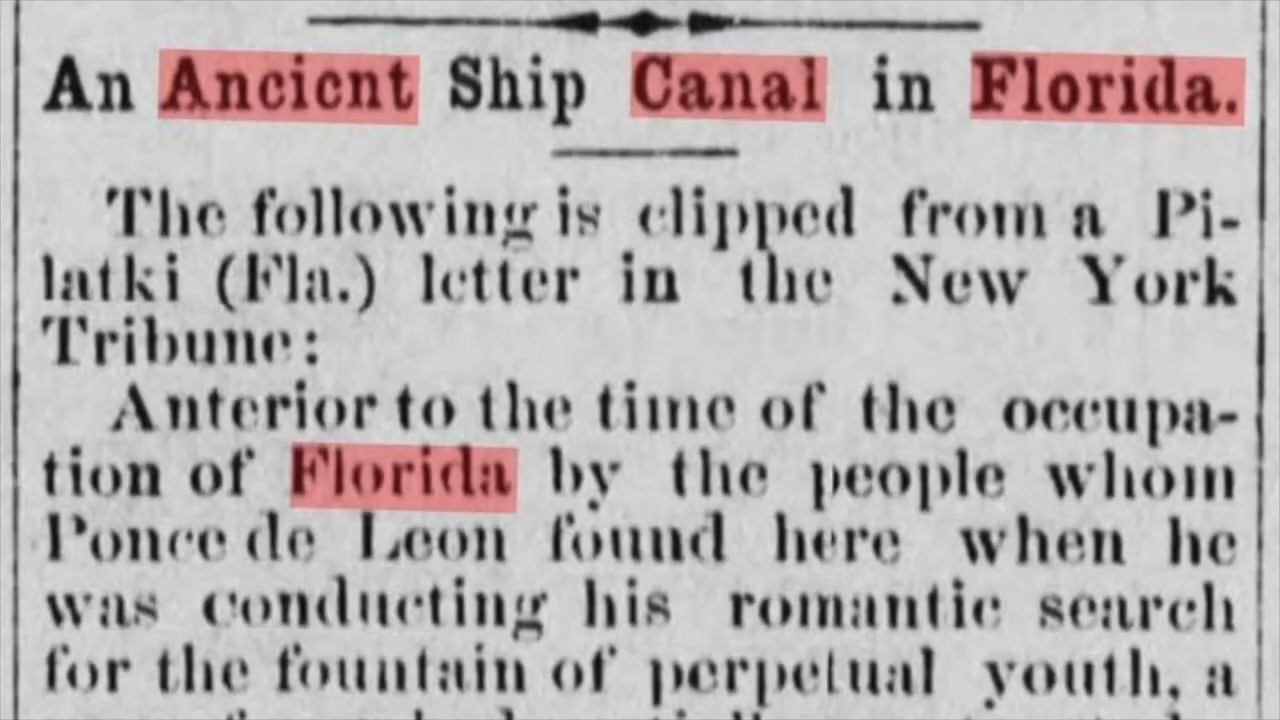 An Ancient Ship Canal in Florida.
The following is clipped from a Pi-
latki (Fla.) letter in the New York
Tribune:
Anterior to the time of the occupa-
tion of Florida by the people whom
Ponce de Leon found here when he
was conducting his romantic search
for the fountain of perpetual youth, a